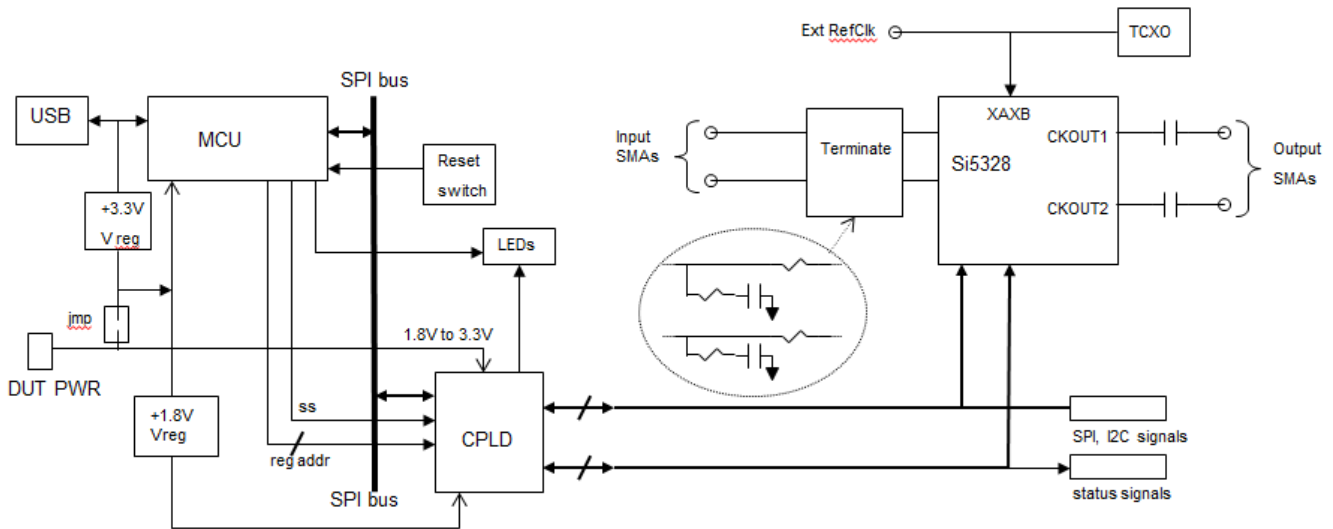 Ext RefClk
TCXO
SPI bus
USB
MCU
XAXB
Input
SMAs
Terminate
CKOUT1
Si5328
Output
SMAs
Reset
switch
+3.3V
V reg
CKOUT2
LEDs
jmp
1.8V to 3.3V
DUT PWR
+1.8V
Vreg
ss
CPLD
reg addr
SPI, I2C signals
SPI bus
status signals